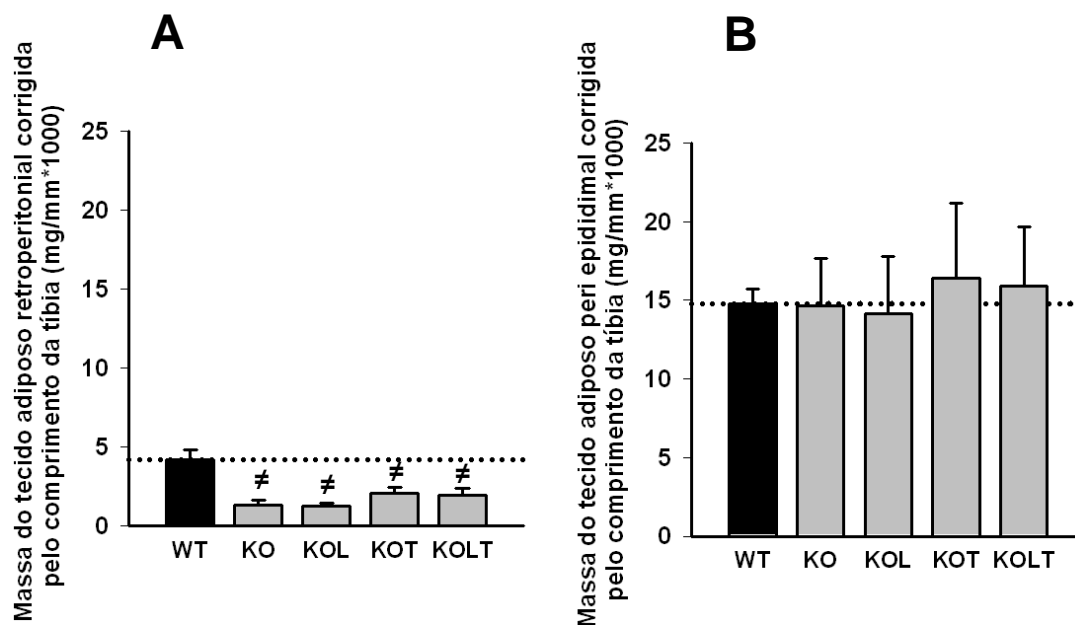 A
Massa do tecido adiposo retroperitonial corrigida
pelo comprimento da tíbia (mg/mm*1000)
25
20
15
10
5
0
≠ ≠ ≠ ≠
WT KO KOL KOT KOLT
B
Massa do tecido adiposo peri epididimal corrigida
pelo comprimento da tíbia (mg/mm*1000)
25
20
15
10
5
0
WT KO KOL KOT KOLT